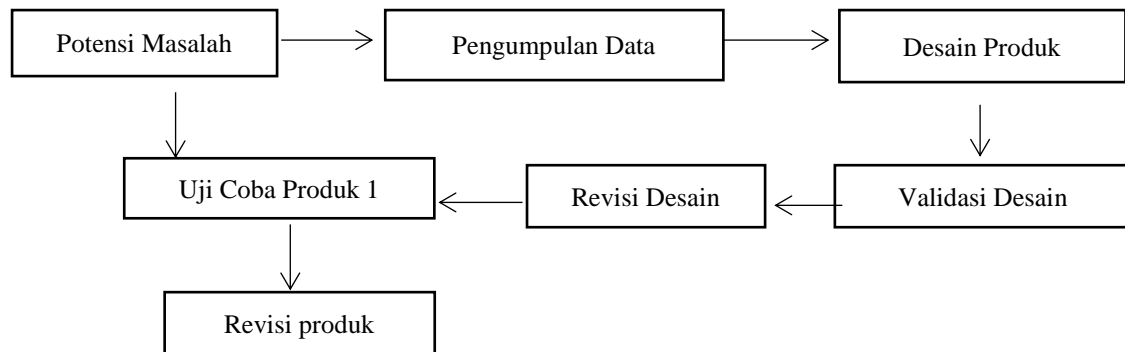 Potensi Masalah
Pengumpulan Data
Desain Produk
Uji Coba Produk 1
Revisi Desain
Validasi Desain
Revisi produk